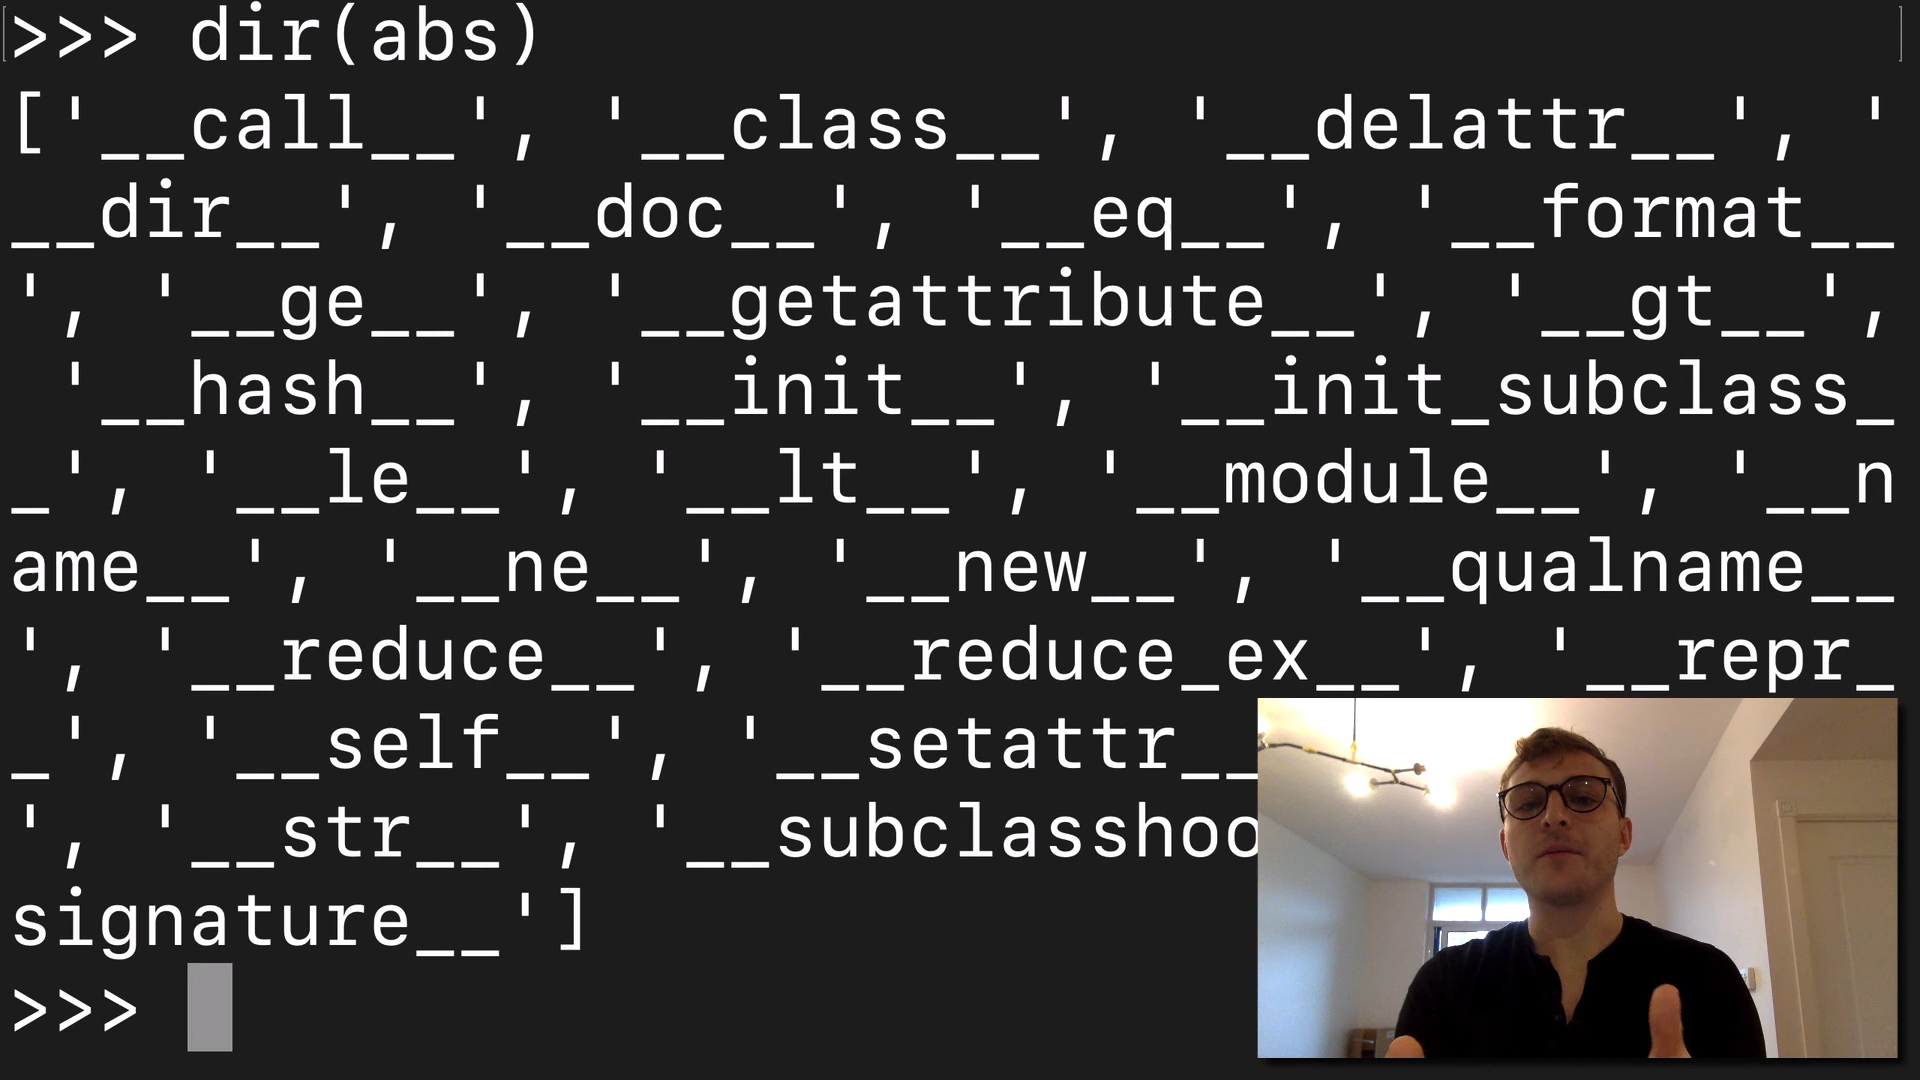 >>> dir(abs)
['__call__', '__class__', '__delattr__', '
__dir__', '__doc__', '__eq__', '__format__
', '__ge__', '__getattribute__', '__gt__',
'__hash__', '__init__', '__init_subclass_
_', '__le__', '__lt__', '__module__', '__n
ame__', '__ne__', '__new__', '__qualname__
', '__reduce__', '__reduce_ex__', '__repr_
_', '__self__', '__setattr__
', '__str__', '__subclasshoo
signature__']
>>>